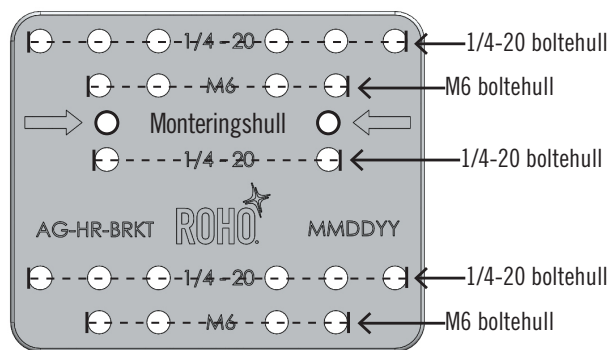 1/4 - 20 1/4-20 boltehull
M6 M6 boltehull
Monteringshull
1/4 - 20 1/4-20 boltehull
AG-HR-BRKT ROHO. MMDDYY
1/4 - 20 1/4-20 boltehull
M6 M6 boltehull